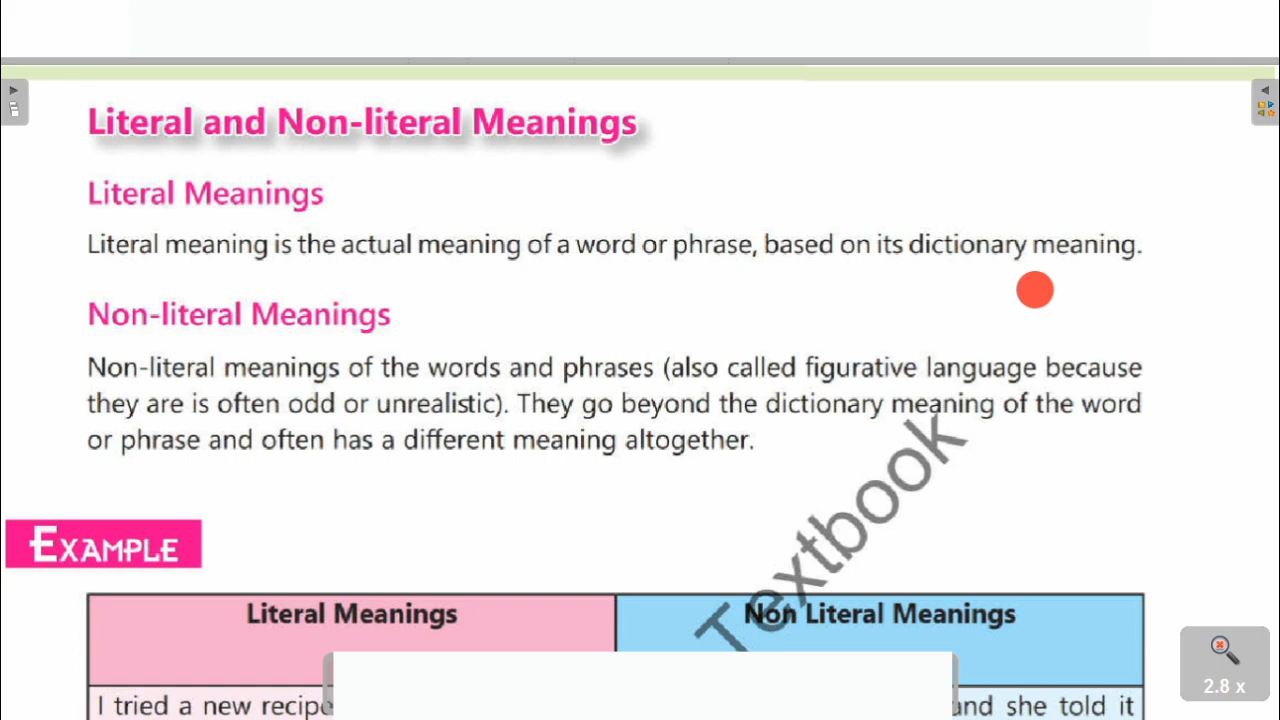 Literal and Non-literal Meanings
Literal Meanings
Literal meaning is the actual meaning of a word or phrase, based on its dictionary meaning.
Non-literal Meanings
Non-literal meanings of the words and phrases (also called figurative language because
they are is often odd or unrealistic). They go beyond the dictionary meaning of the word
or phrase and often has a different meaning altogether.
EXAMPLE
Textbook
Literal Meanings
Non Literal Meanings
I tried a new recipe
and she told it
2.8 x